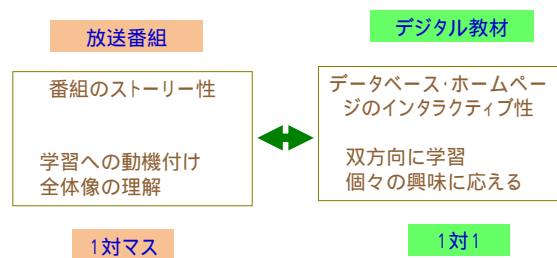 放送番組
番組のストーリー性
学習への動機付け
全体像の理解
1対マス
デジタル教材
データベース・ホームペー
ジのインタラクティブ性
双方向に学習
個々の興味に応える
1対1